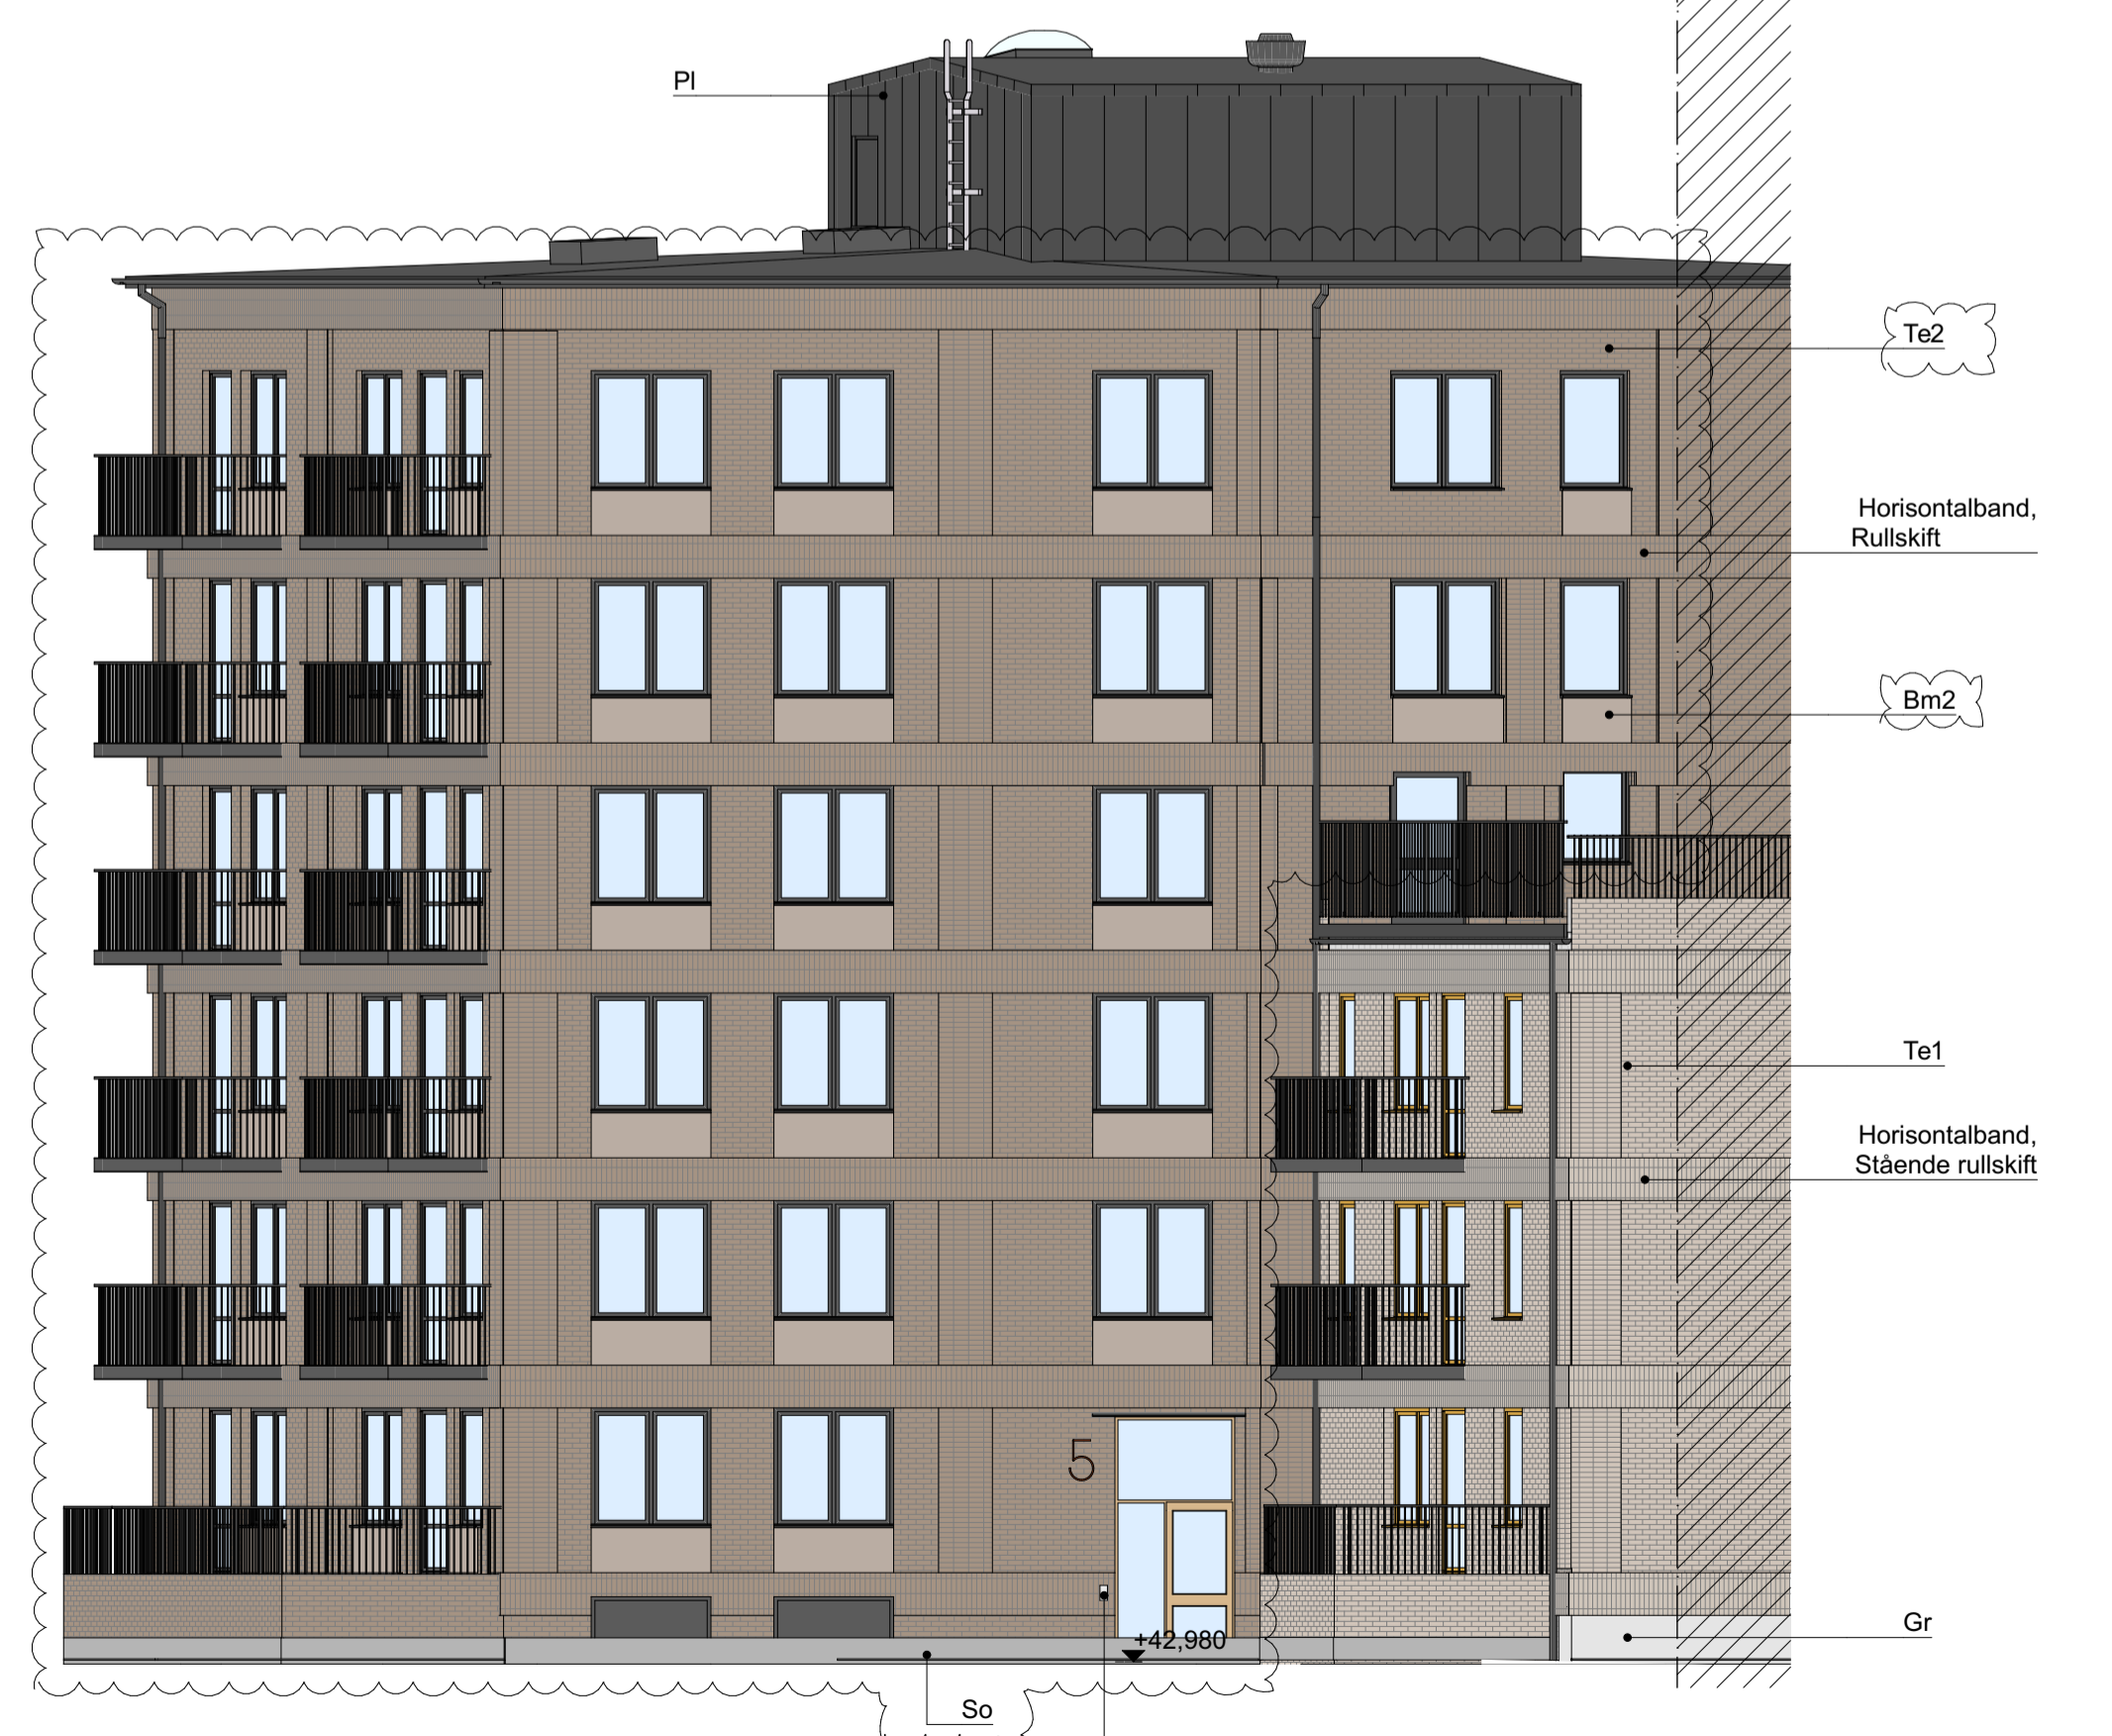 Pl
Te2
Horisontalband,
Rullskift
Bm2
Te1
Horisontalband,
Stående rullskift
5
Gr
+42,980
So